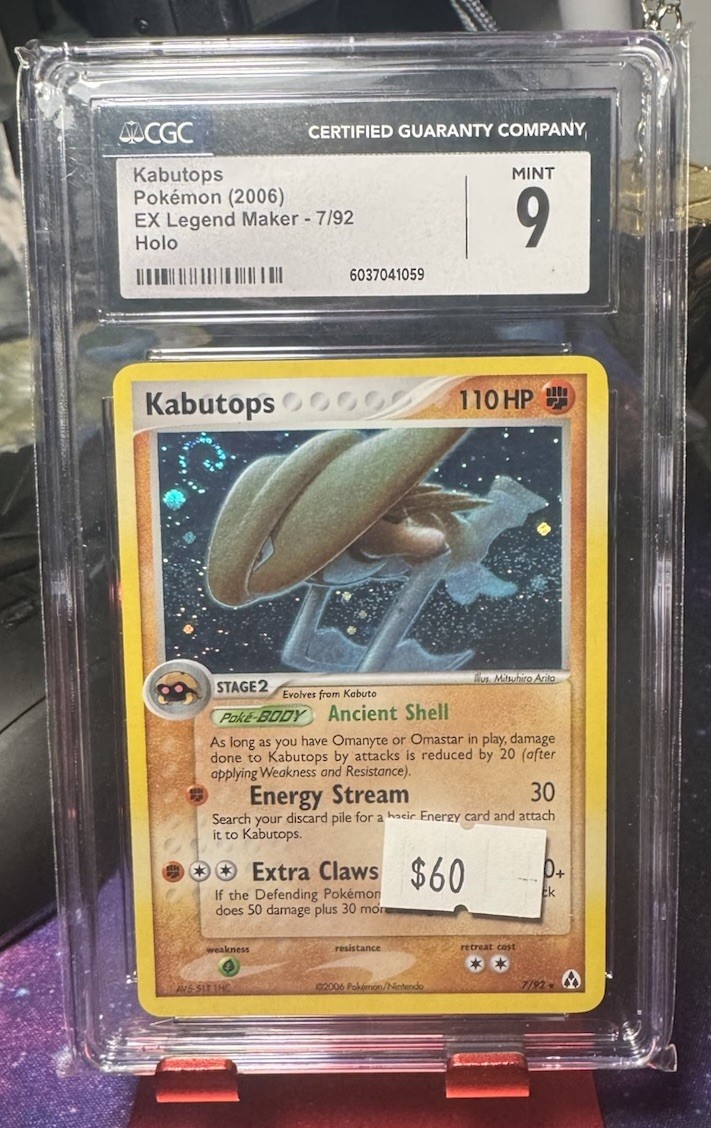 CGC
CERTIFIED GUARANTY COMPANY
Kabutops
Pokémon (2006)
EX Legend Maker - 7/92
Holo
MINT
9
6037041059
Kabutops
110 HP
Illus. Mitsuhiro Arita
STAGE 2
Evolves from Kabuto
Poké-BODY Ancient Shell
As long as you have Omanyte or Omastar in play, damage
done to Kabutops by attacks is reduced by 20 (after
applying Weakness and Resistance).
Energy Stream 30
Search your discard pile for a basic Energy card and attach
it to Kabutops.
Extra Claws 0+
If the Defending Pokémon
does 50 damage plus 30
$60
weakness
resistance
retreat cost
©2006 Pokémon/Nintendo
7/92